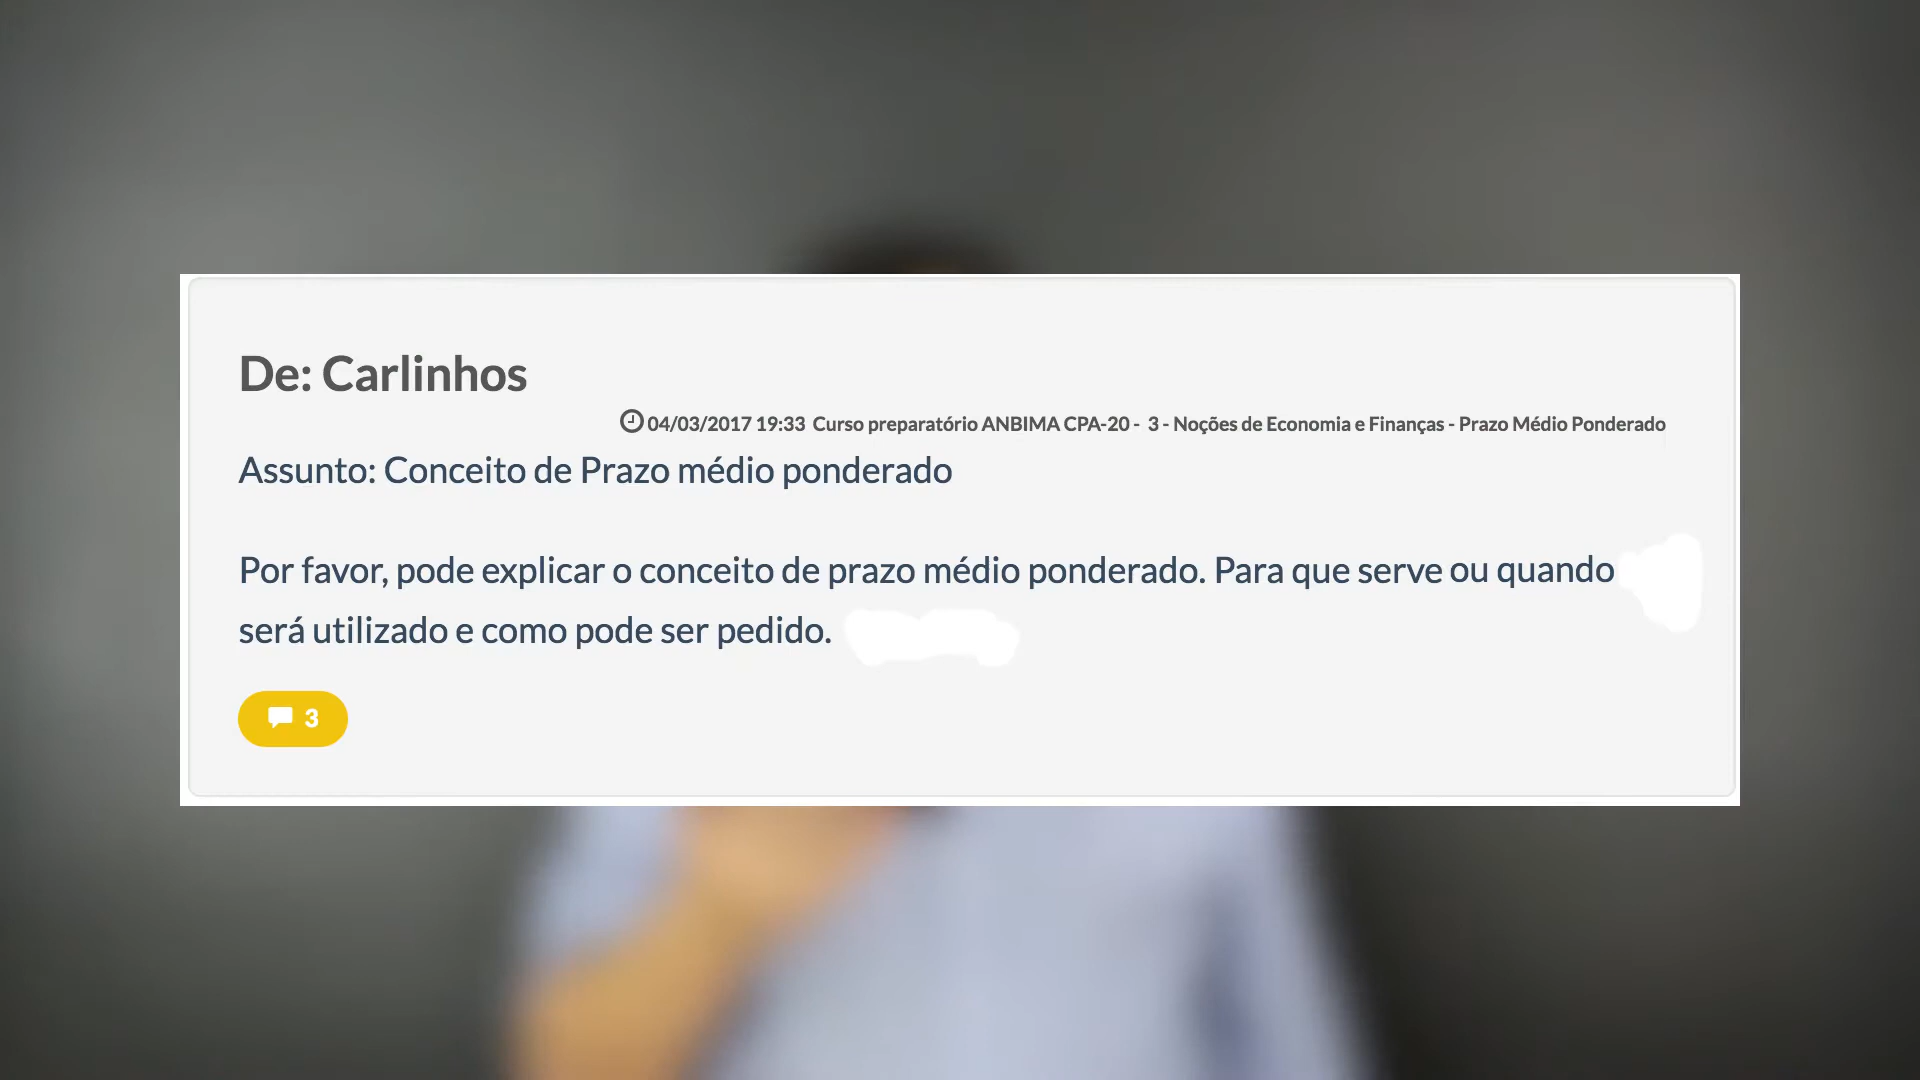 De: Carlinhos
04/03/2017 19:33 Curso preparatório ANBIMA CPA-20 - 3 - Noções de Economia e Finanças - Prazo Médio Ponderado
Assunto: Conceito de Prazo médio ponderado
Por favor, pode explicar o conceito de prazo médio ponderado. Para que serve ou quando
será utilizado e como pode ser pedido.
3